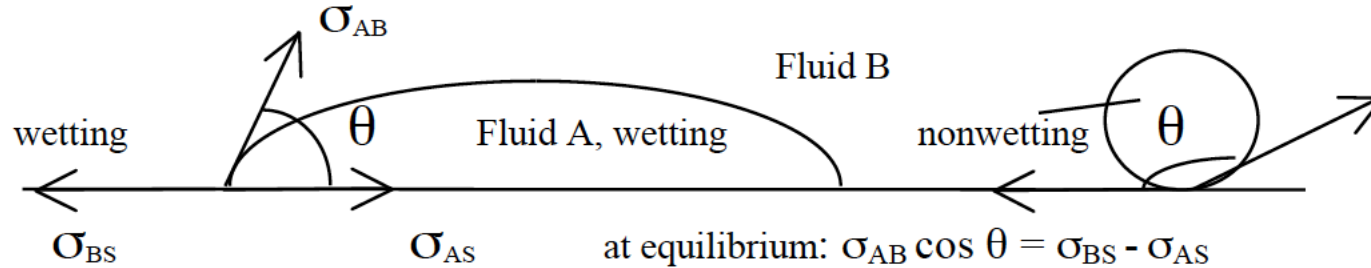 σAB
Fluid B
wetting θ Fluid A, wetting nonwetting θ
σBS σAS at equilibrium: σAB cos θ = σBS - σAS